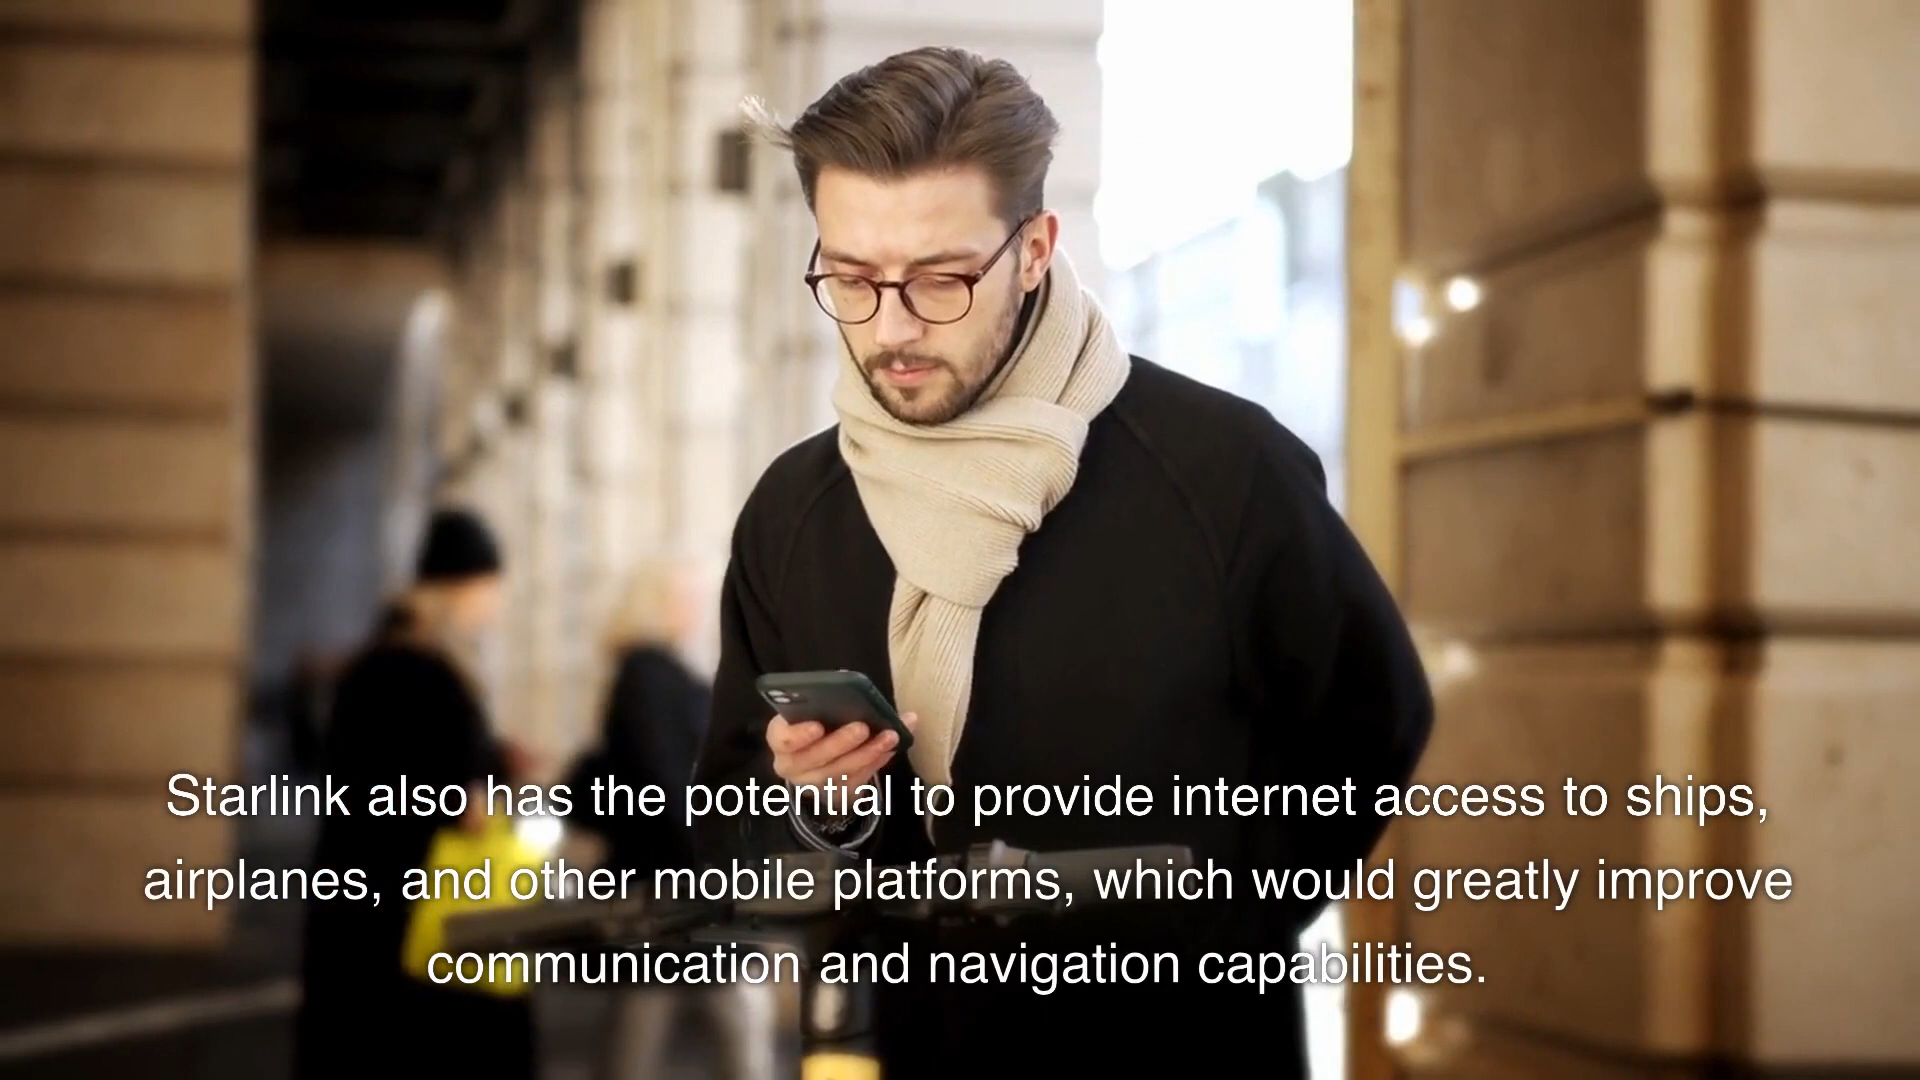 Starlink also has the potential to provide internet access to ships,
airplanes, and other mobile platforms, which would greatly improve
communication and navigation capabilities.